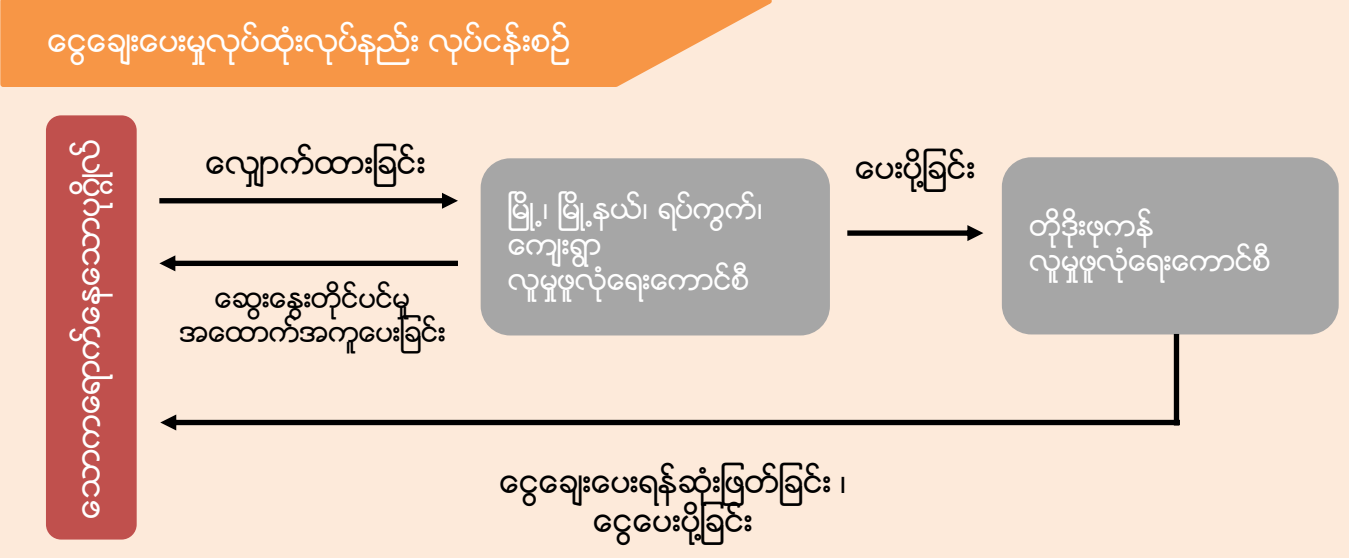 ငွေချေးပေးမှုလုပ်ထုံးလုပ်နည်း လုပ်ငန်းစဉ်
လျှောက်ထားခြင်း
မြို့၊ မြို့နယ်၊ ရပ်ကွက်၊
ကျေးရွာ
လူမှုဖူလုံရေးကောင်စီ
ဆွေးနွေးတိုင်ပင်မှု
အထောက်အကူပေးခြင်း
ပေးပို့ခြင်း
တိုဒိုးဖုကန်
လူမှုဖူလုံရေးကောင်စီ
ငွေချေးပေးရန်ဆုံးဖြတ်ခြင်း ၊
ငွေပေးပို့ခြင်း